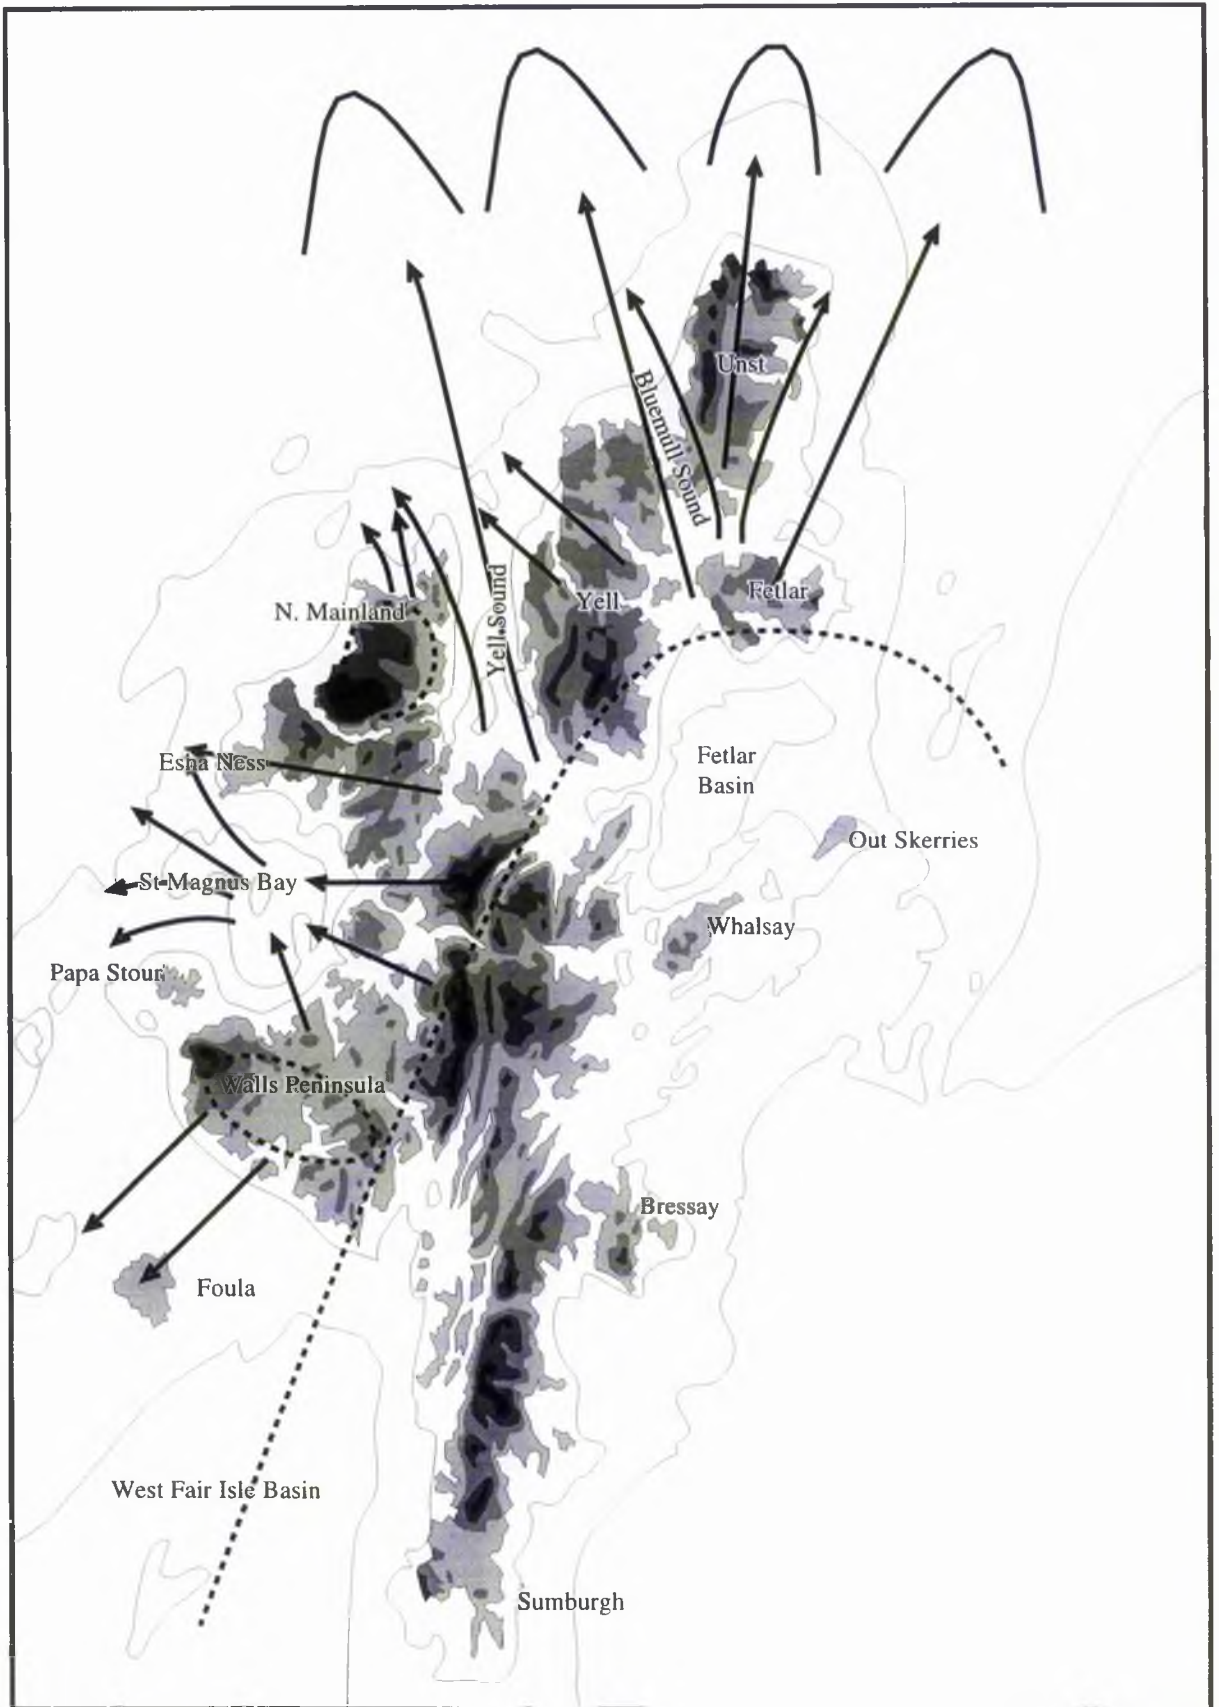 Unst
Bluemull Sound
Fetlar
Yell
N. Mainland
Yell Sound
Esha Ness
Fetlar
Basin
Out Skerries
St Magnus Bay
Whalsay
Papa Stour
Walls Peninsula
Bressay
Foula
West Fair Isle Basin
Sumburgh